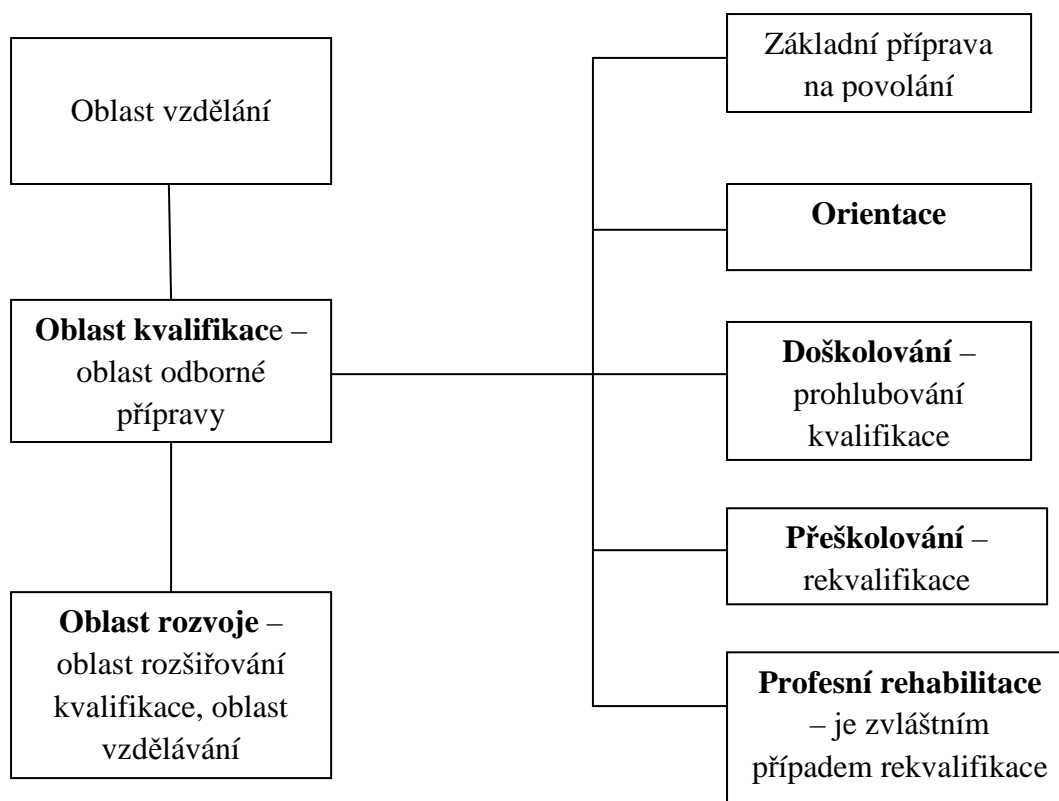 Oblast vzdělání
Oblast kvalifikace –
oblast odborné
přípravy
Oblast rozvoje –
oblast rozšiřování
kvalifikace, oblast
vzdělávání
Základní příprava
na povolání
Orientace
Doškolování –
prohlubování
kvalifikace
Přeškolování –
rekvalifikace
Profesní rehabilitace
– je zvláštním
případem rekvalifikace